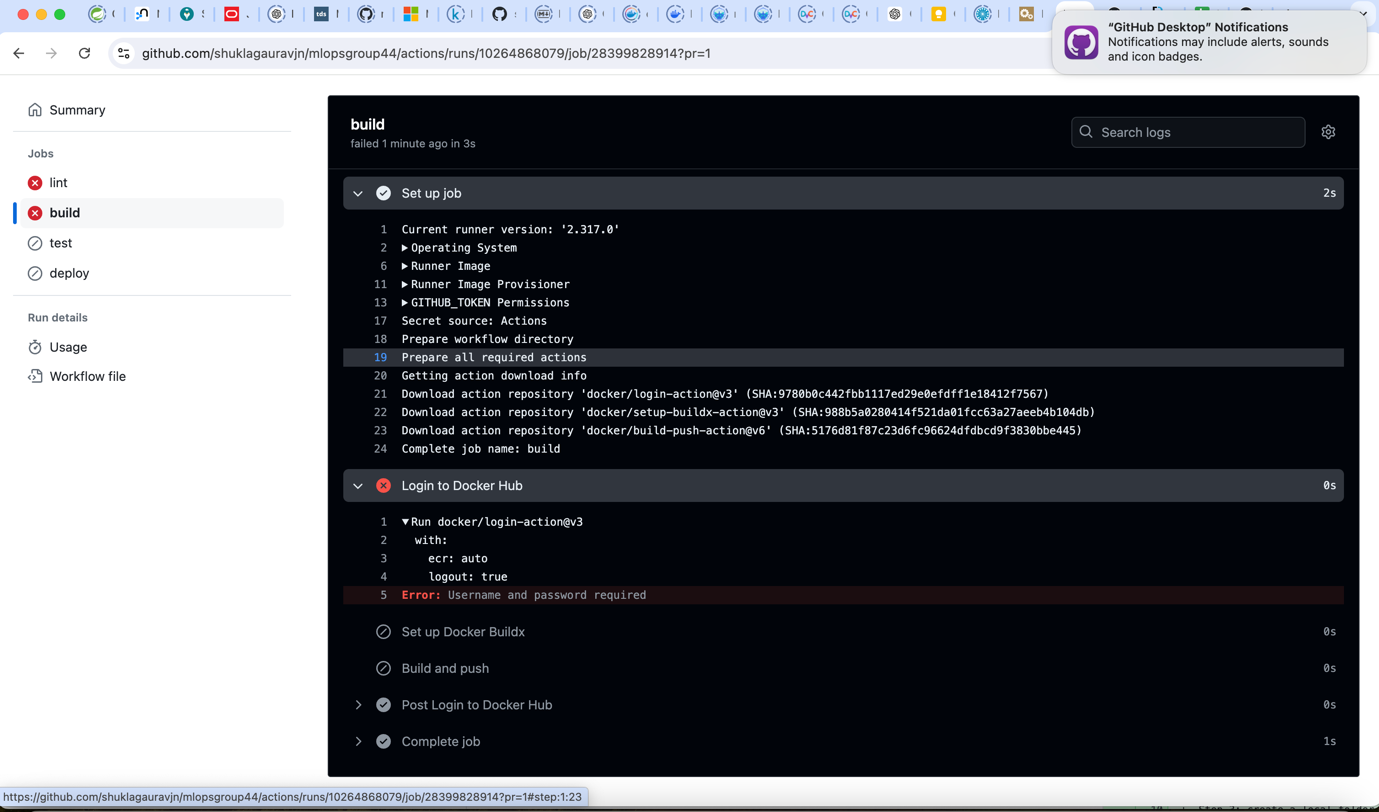 "GitHub Desktop" Notifications
Notifications may include alerts, sounds
and icon badges.
github.com/shuklagauravjn/mlopsgroup44/actions/runs/10264868079/job/28399828914?pr=1
Summary
Jobs
lint
build
test
deploy
Run details
Usage
Workflow file
build
failed 1 minute ago in 3s
Search logs
Set up job 2s
1 Current runner version: '2.317.0'
2 Operating System
6 Runner Image
11 Runner Image Provisioner
13 GITHUB_TOKEN Permissions
17 Secret source: Actions
18 Prepare workflow directory
19 Prepare all required actions
20 Getting action download info
21 Download action repository 'docker/login-action@v3' (SHA:9780b0c442fbb1117ed29e0efdff1e18412f7567)
22 Download action repository 'docker/setup-buildx-action@v3' (SHA:988b5a0280414f521da01fcc63a27aeeb4b104db)
23 Download action repository 'docker/build-push-action@v6' (SHA:5176d81f87c23d6fc96624dfdbcd9f3830bbe445)
24 Complete job name: build
Login to Docker Hub 0s
1 Run docker/login-action@v3
2 with:
3 ecr: auto
4 logout: true
5 Error: Username and password required
Set up Docker Buildx 0s
Build and push 0s
Post Login to Docker Hub 0s
Complete job 1s
https://github.com/shuklagauravjn/mlopsgroup44/actions/runs/10264868079/job/28399828914?pr=1#step:1:23